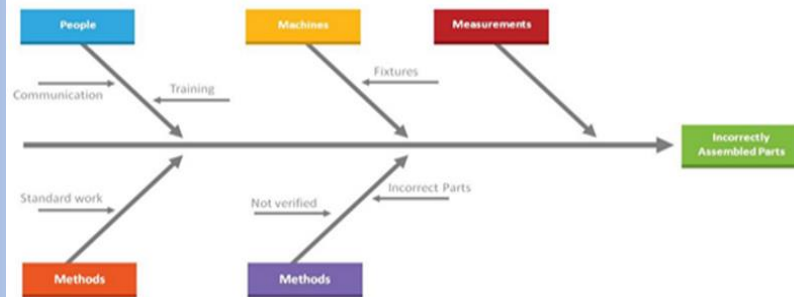 People
Machines
Measurements
Fixtures
Training
Communication
Incorrectly
Assembled Parts
Standard work
Not verified
Incorrect Parts
Methods
Methods